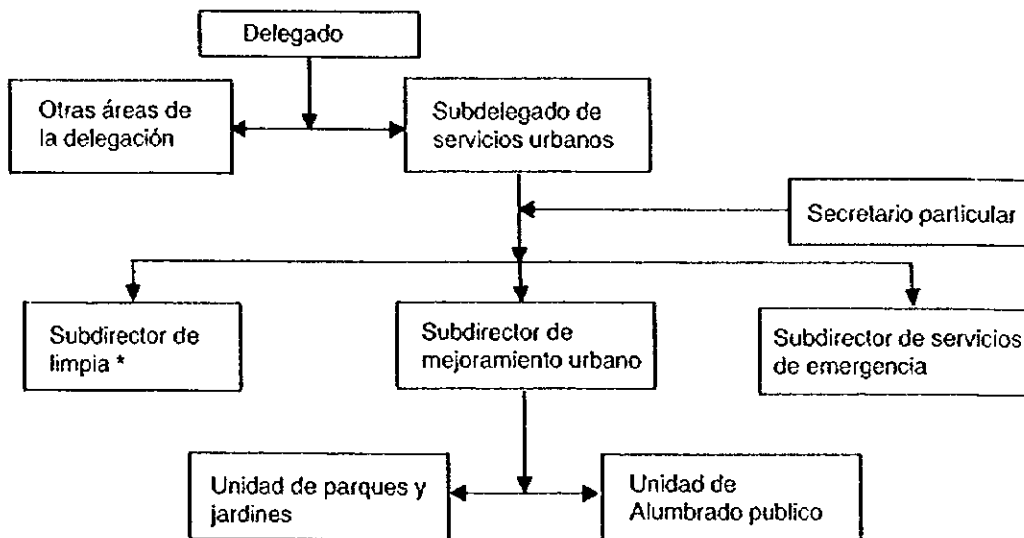 Delegado
Otras áreas de
la delegación
Subdelegado de
servicios urbanos
Secretario particular
Subdirector de
limpia *
Subdirector de
mejoramiento urbano
Subdirector de servicios
de emergencia
Unidad de parques y
jardines
Unidad de
Alumbrado publico